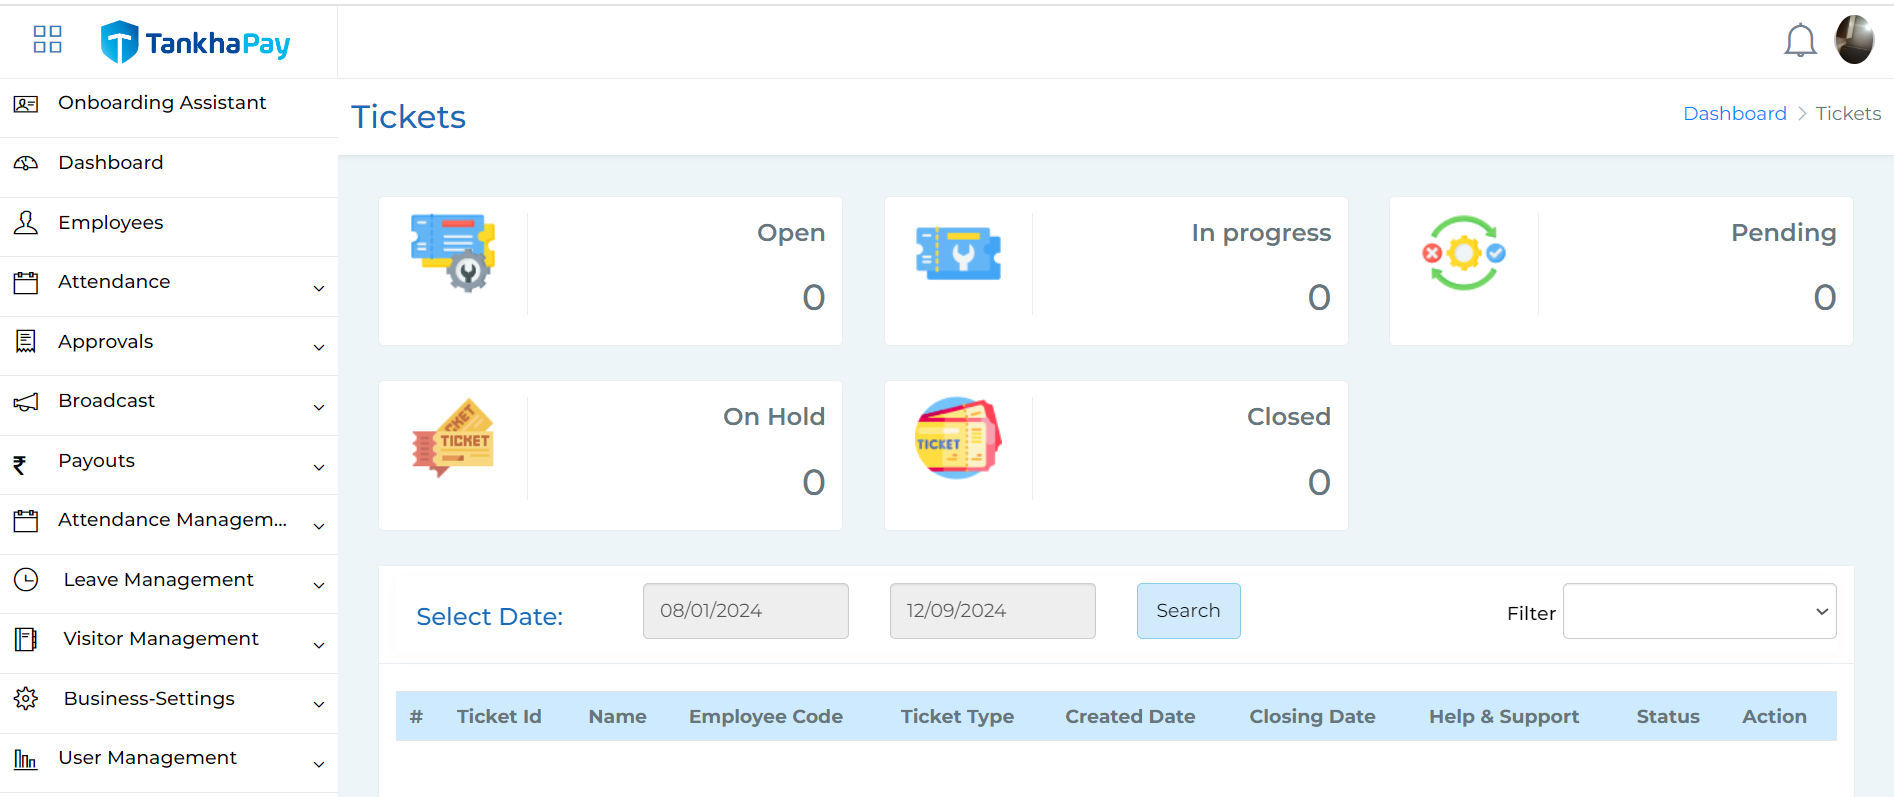 TankhaPay
Onboarding Assistant
Dashboard
Employees
Attendance
Approvals
Broadcast
₹ Payouts
Attendance Managem...
Leave Management
Visitor Management
Business-Settings
User Management
Tickets
Dashboard > Tickets
Open
0
In progress
0
Pending
0
TICKET
CKET
On Hold
0
TICKET
Closed
0
Select Date:
08/01/2024
12/09/2024
Search
Filter
# Ticket Id Name Employee Code Ticket Type Created Date Closing Date Help & Support Status Action